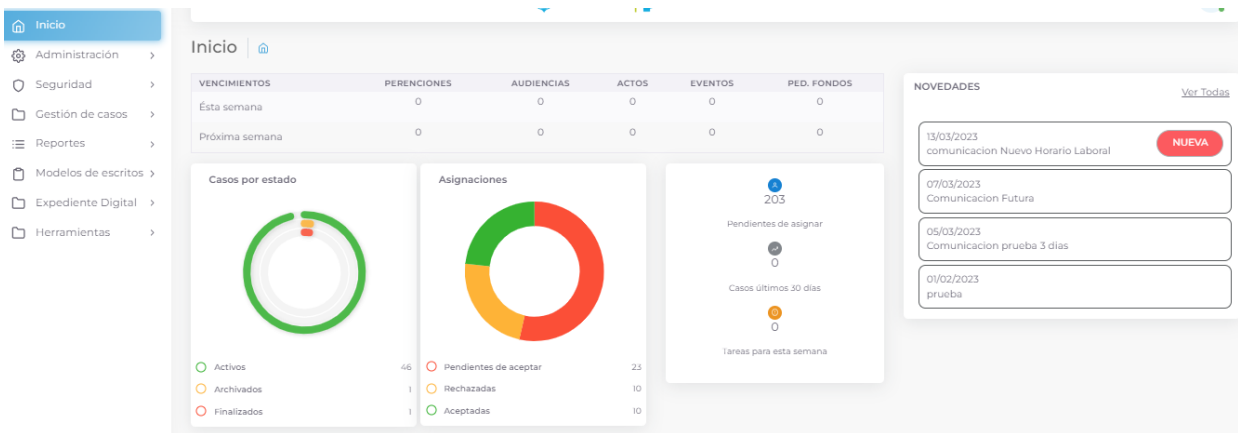 Inicio
Administración
Seguridad
Gestión de casos
Reportes
Modelos de escritos
Expediente Digital
Herramientas
Inicio
VENCIMIENTOS PERENCIONES AUDIENCIAS ACTOS EVENTOS PED. FONDOS
Ésta semana 0 0 0 0 0
Próxima semana 0 0 0 0 0
Casos por estado
Activos 46
Archivados 1
Finalizados 1
Asignaciones
Pendientes de aceptar 23
Rechazadas 10
Aceptadas 10
203
Pendientes de asignar
0
Casos últimos 30 días
0
Tareas para esta semana
NOVEDADES
Ver Todas
13/03/2023
comunicacion Nuevo Horario Laboral
NUEVA
07/03/2023
Comunicacion Futura
05/03/2023
Comunicacion prueba 3 dias
01/02/2023
prueba